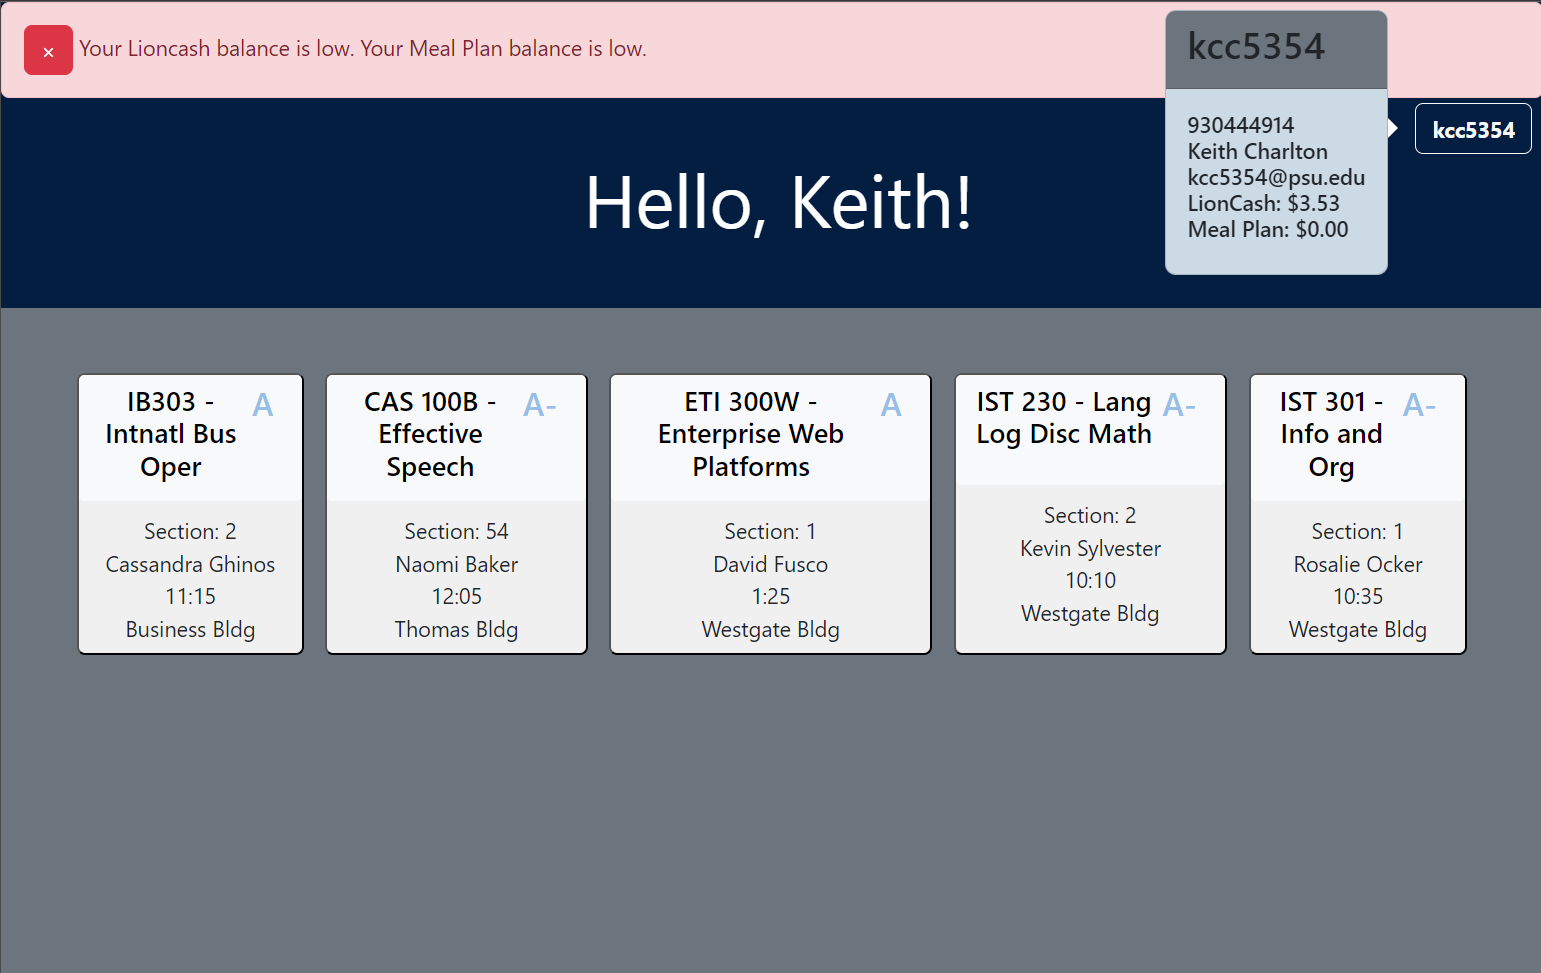 × Your Lioncash balance is low. Your Meal Plan balance is low.
kcc5354
930444914
Keith Charlton
kcc5354@psu.edu
LionCash: $3.53
Meal Plan: $0.00
kcc5354
Hello, Keith!
IB303 - A
Intnatl Bus
Oper
Section: 2
Cassandra Ghinos
11:15
Business Bldg
CAS 100B - A-
Effective
Speech
Section: 54
Naomi Baker
12:05
Thomas Bldg
ETI 300W - A
Enterprise Web
Platforms
Section: 1
David Fusco
1:25
Westgate Bldg
IST 230 - Lang A-
Log Disc Math
Section: 2
Kevin Sylvester
10:10
Westgate Bldg
IST 301 - A-
Info and
Org
Section: 1
Rosalie Ocker
10:35
Westgate Bldg